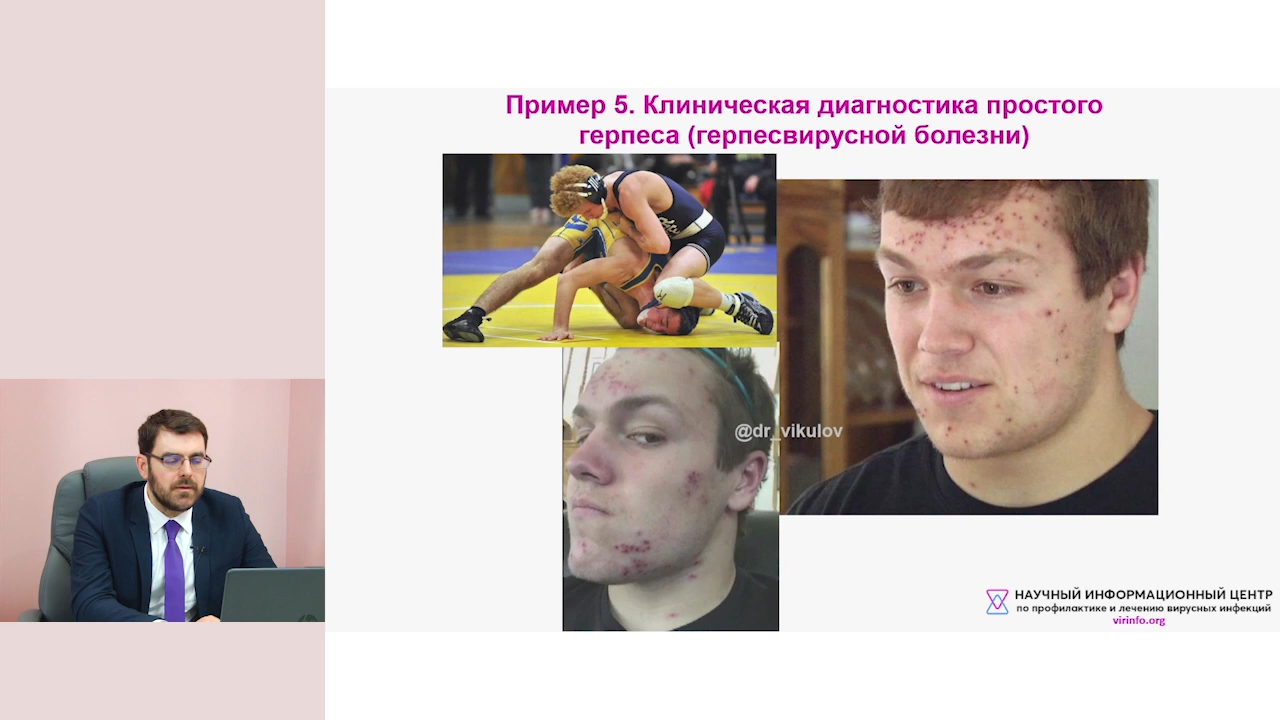 Пример 5. Клиническая диагностика простого
герпеса (герпесвирусной болезни)
@dr_vikulov
НАУЧНЫЙ ИНФОРМАЦИОННЫЙ ЦЕНТР
по профилактике и лечению вирусных инфекций
virinfo.org